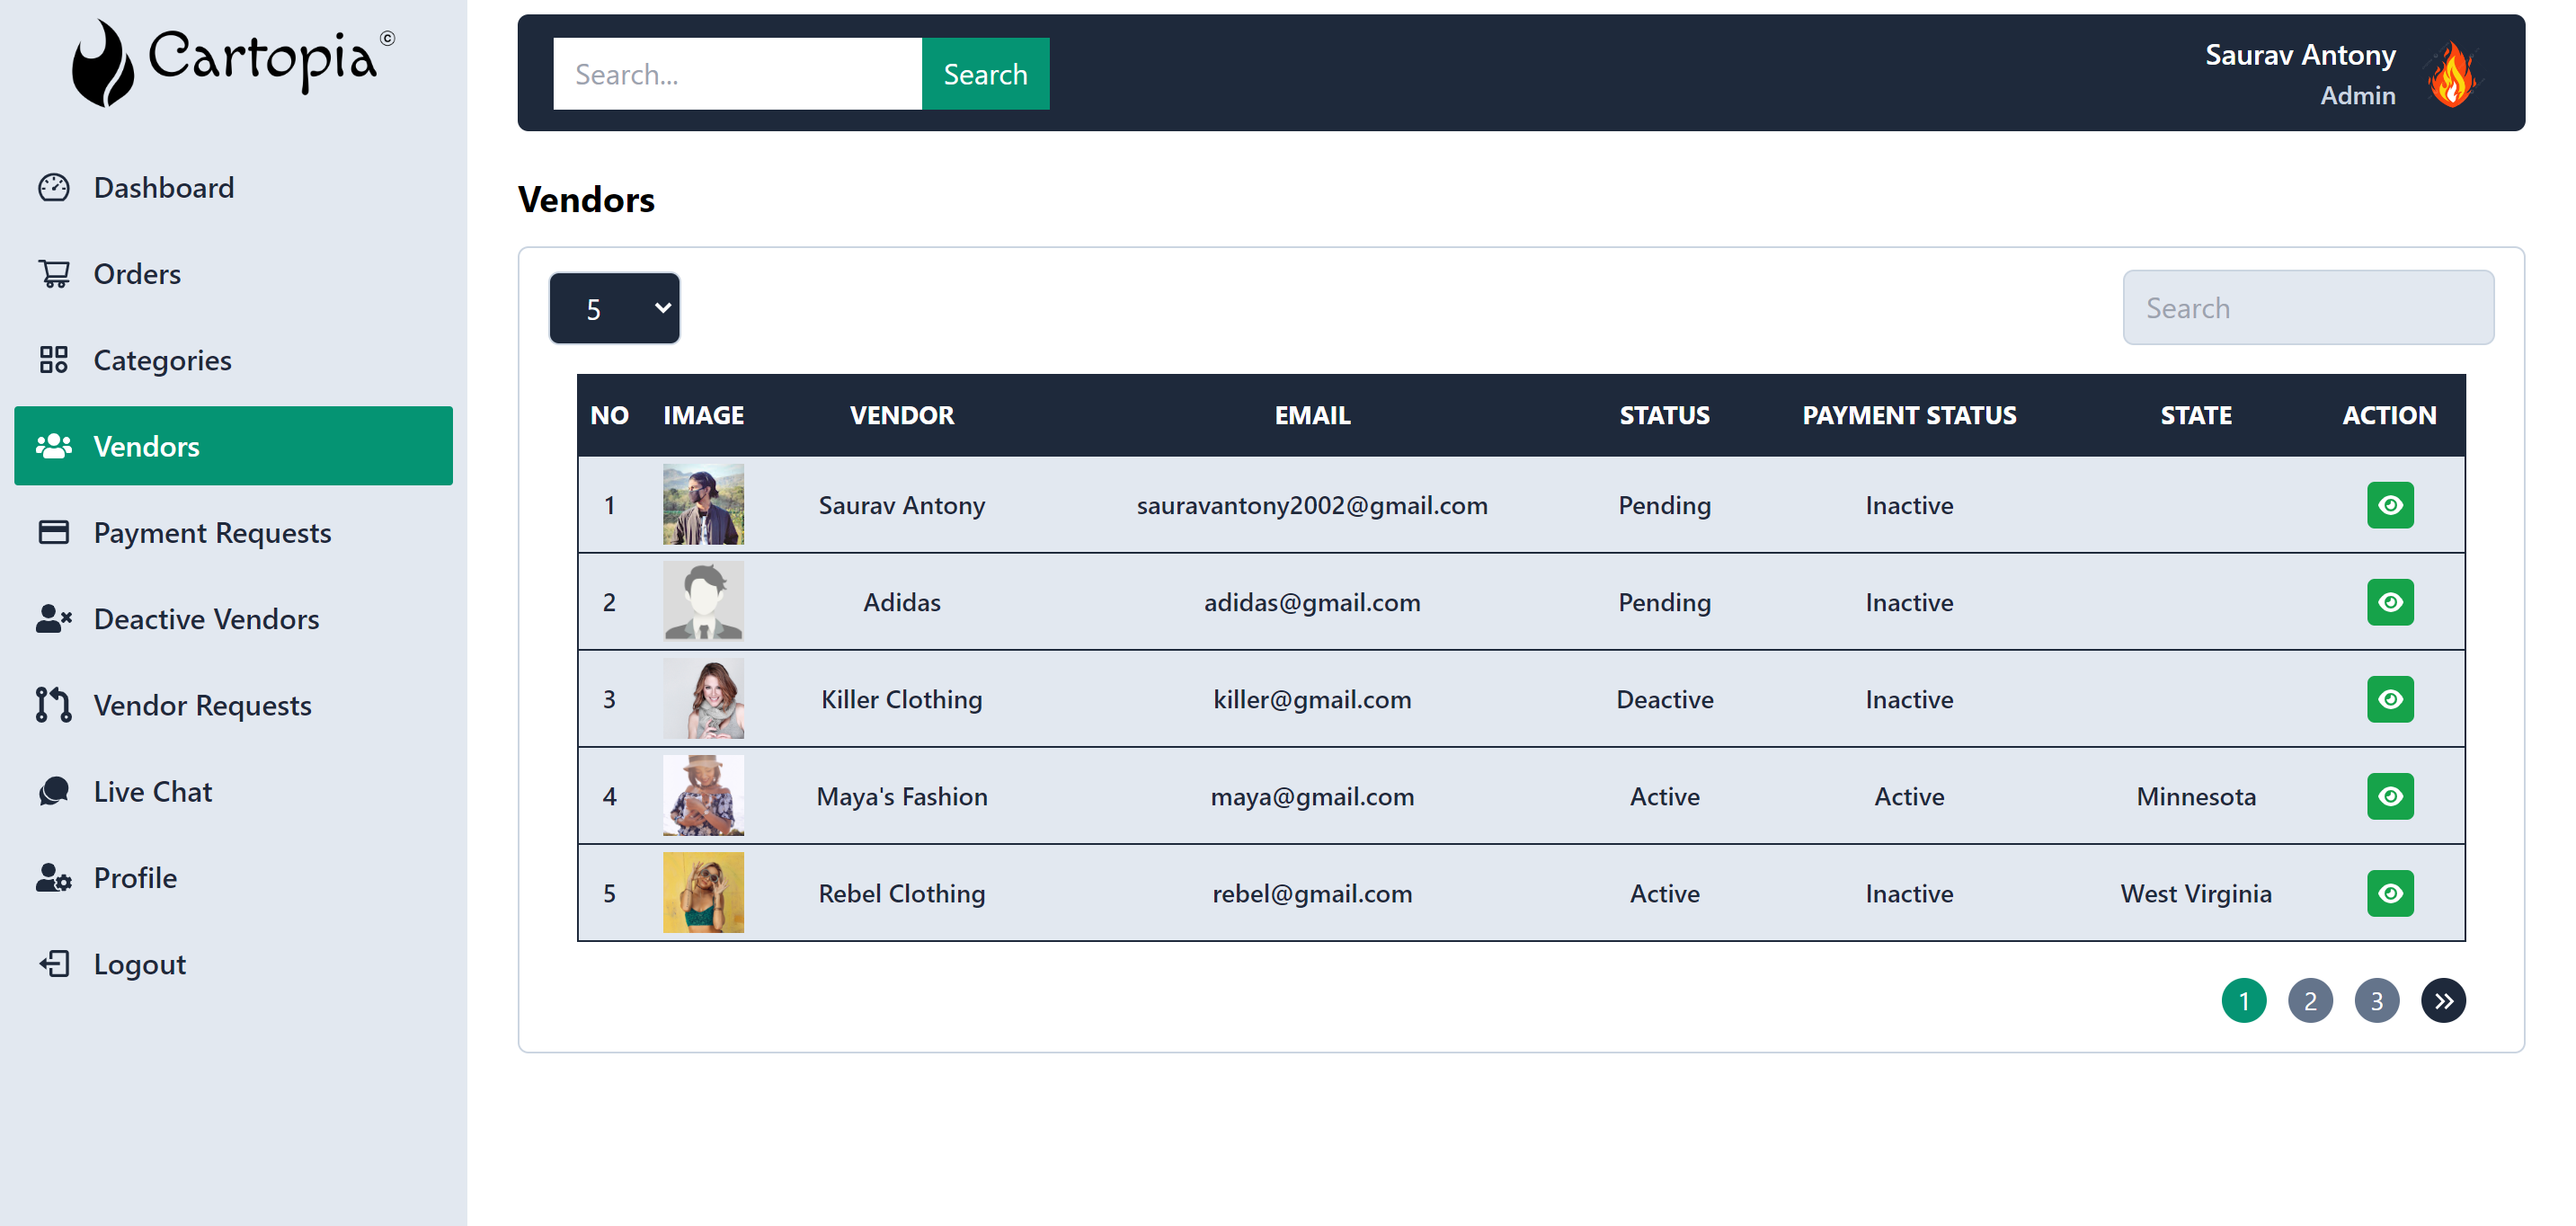 Cartopia©
Dashboard
Orders
Categories
Vendors
Payment Requests
Deactive Vendors
Vendor Requests
Live Chat
Profile
Logout
Search... Search
Saurav Antony
Admin
Vendors
5
Search
NO IMAGE VENDOR EMAIL STATUS PAYMENT STATUS STATE ACTION
1 Saurav Antony sauravantony2002@gmail.com Pending Inactive
2 Adidas adidas@gmail.com Pending Inactive
3 Killer Clothing killer@gmail.com Deactive Inactive
4 Maya's Fashion maya@gmail.com Active Active Minnesota
5 Rebel Clothing rebel@gmail.com Active Inactive West Virginia
1 2 3